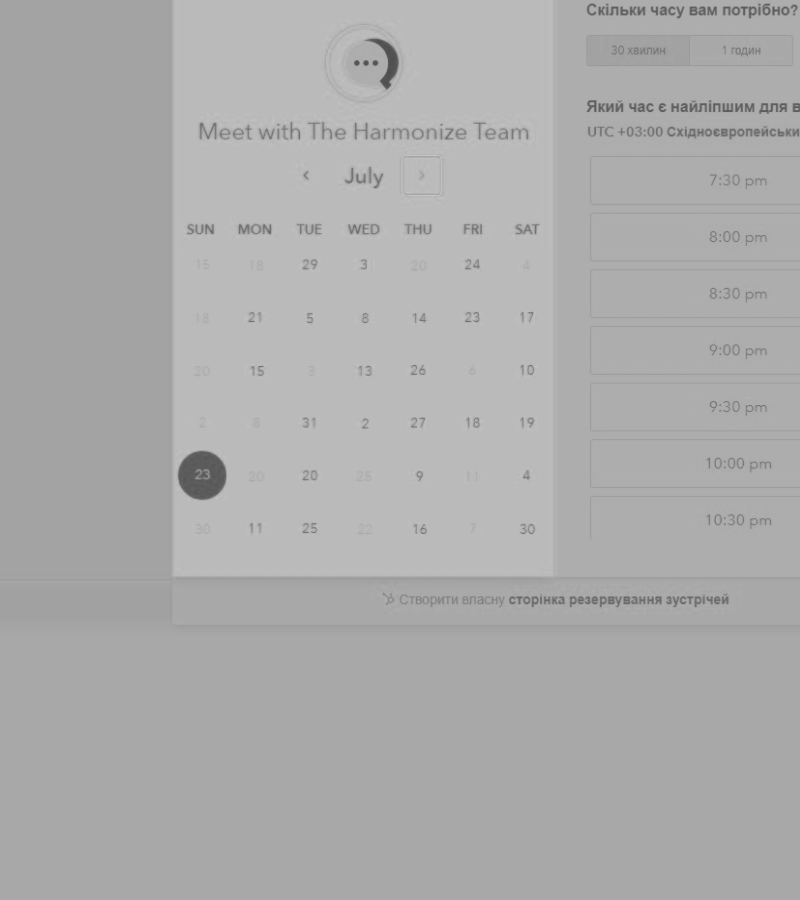 Meet with The Harmonize Team
July
SUN MON TUE WED THU FRI SAT
15 18 29 3 20 24 4
18 21 5 8 14 23 17
20 15 3 13 26 6 10
2 8 31 2 27 18 19
23 20 20 25 9 11 4
30 11 25 22 16 7 30
Скільки часу вам потрібно?
30 хвилин 1 годин
Який час є найліпшим для в
UTC +03:00 Східноєвропейськи
7:30 pm
8:00 pm
8:30 pm
9:00 pm
9:30 pm
10:00 pm
10:30 pm
Створити власну сторінка резервування зустрічей